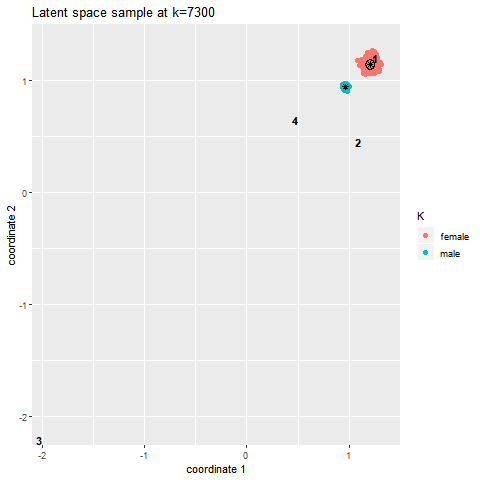 Latent space sample at k=7300
1
1
4
2
0
coordinate 2
-1
-2
3
-2
-1
0
1
coordinate 1
K
female
male